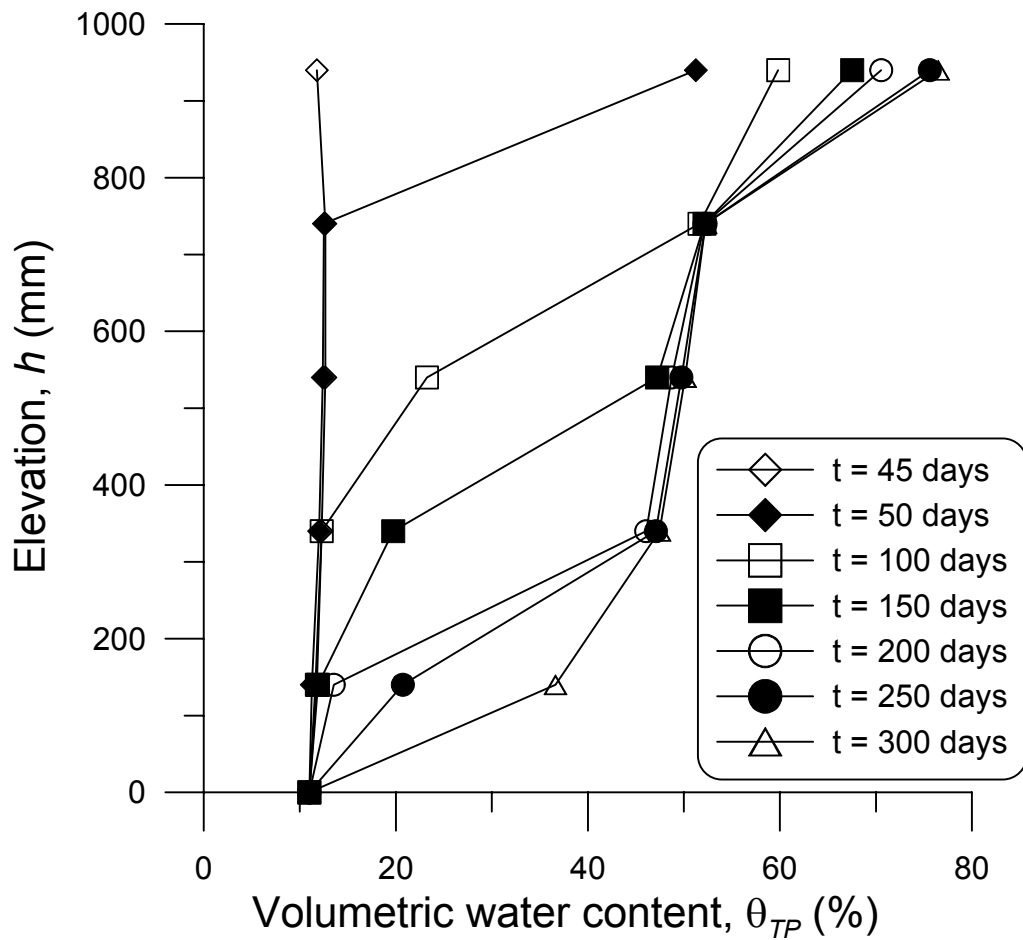 1000
800
600
400
200
0
Elevation, h (mm)
t = 45 days
t = 50 days
t = 100 days
t = 150 days
t = 200 days
t = 250 days
t = 300 days
0 20 40 60 80
Volumetric water content, θTP (%)